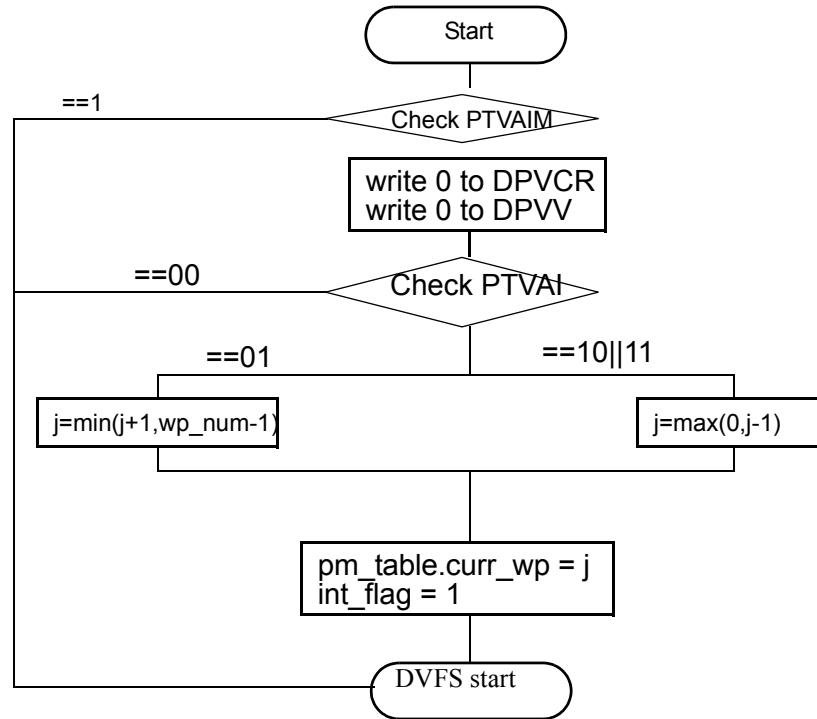 Start
==1
Check PTVAIM
write 0 to DPVCR
write 0 to DPVV
==00
Check PTVAI
==01
==10||11
j=min(j+1,wp_num-1)
j=max(0,j-1)
pm_table.curr_wp = j
int_flag = 1
DVFS start